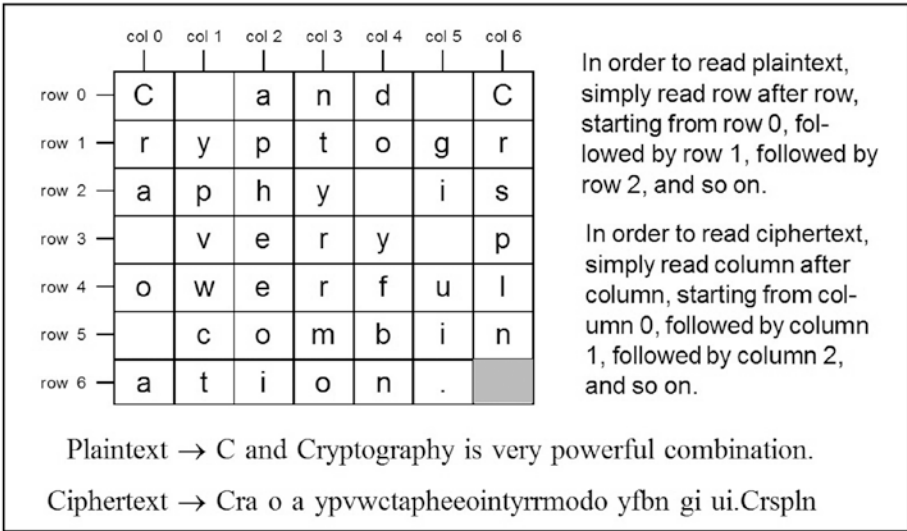 col 0 col 1 col 2 col 3 col 4 col 5 col 6
row 0 C a n d C
row 1 r y p t o g r
row 2 a p h y i s
row 3 v e r y p
row 4 o w e r f u l
row 5 c o m b i n
row 6 a t i o n .
In order to read plaintext,
simply read row after row,
starting from row 0, fol-
lowed by row 1, followed by
row 2, and so on.
In order to read ciphertext,
simply read column after
column, starting from col-
umn 0, followed by column
1, followed by column 2,
and so on.
Plaintext → C and Cryptography is very powerful combination.
Ciphertext → Cra o a ypvwctapheeointyrrmodo yfbn gi ui.Crspln